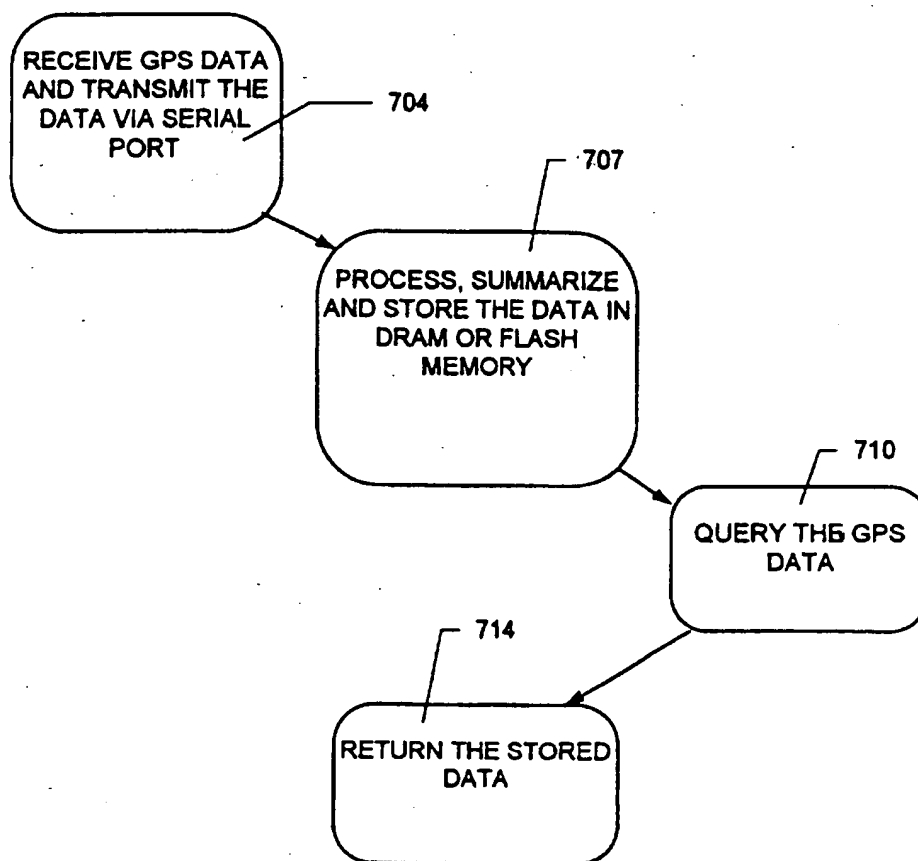 RECEIVE GPS DATA
AND TRANSMIT THE
DATA VIA SERIAL
PORT
704
707
PROCESS, SUMMARIZE
AND STORE THE DATA IN
DRAM OR FLASH
MEMORY
710
QUERY THE GPS
DATA
714
RETURN THE STORED
DATA